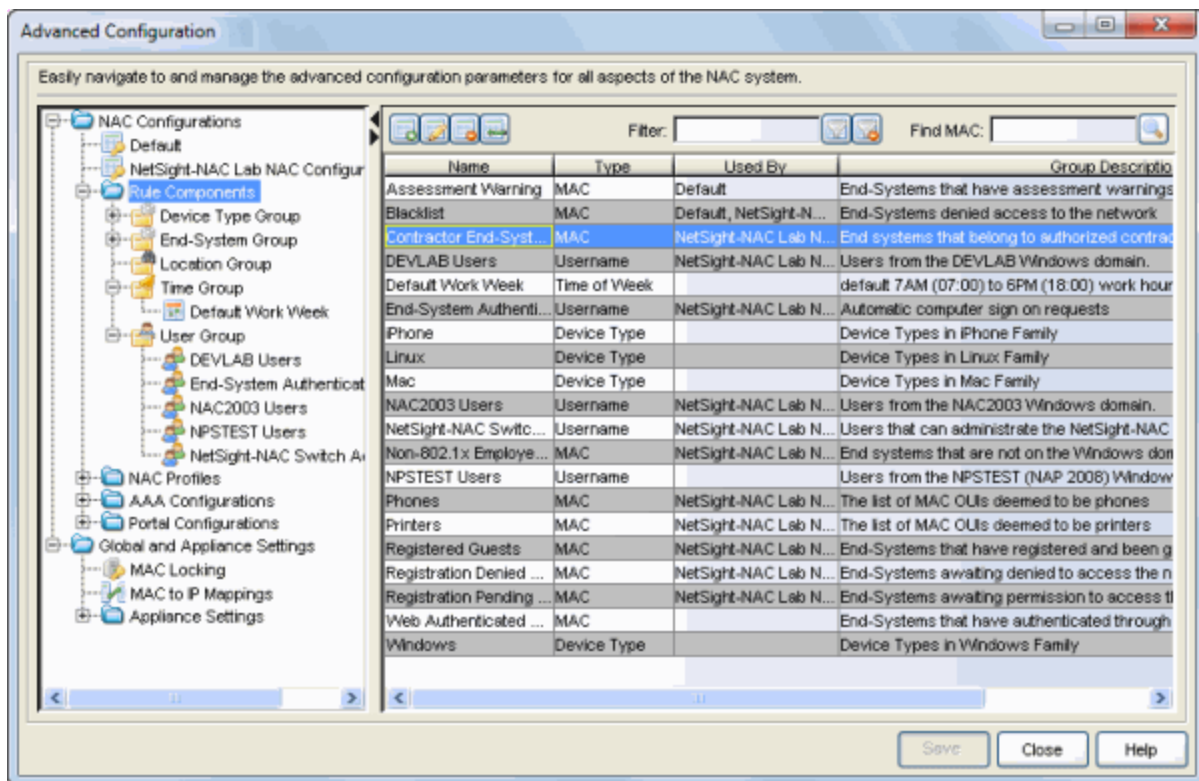 Advanced Configuration
Easily navigate to and manage the advanced configuration parameters for all aspects of the NAC system.
NAC Configurations
Default
NetSight-NAC Lab NAC Configur
Rule Components
Device Type Group
End-System Group
Location Group
Time Group
Default Work Week
User Group
DEVLAB Users
End-System Authenticat
NAC2003 Users
NPSTEST Users
NetSight-NAC Switch A
NAC Profiles
AAA Configurations
Portal Configurations
Global and Appliance Settings
MAC Locking
MAC to IP Mappings
Appliance Settings
Filter: Find MAC:
Name Type Used By Group Descriptio
Assessment Warning MAC Default End-Systems that have assessment warnings
Blacklist MAC Default, NetSight-N... End-Systems denied access to the network
Contractor End-Syst... MAC NetSight-NAC Lab N... End systems that belong to authorized contrac
DEVLAB Users Username NetSight-NAC Lab N... Users from the DEVLAB Windows domain.
Default Work Week Time of Week default 7AM (07:00) to 6PM (18:00) work hour
End-System Authenti... Username NetSight-NAC Lab N... Automatic computer sign on requests
iPhone Device Type Device Types in iPhone Family
Linux Device Type Device Types in Linux Family
Mac Device Type Device Types in Mac Family
NAC2003 Users Username NetSight-NAC Lab N... Users from the NAC2003 Windows domain.
NetSight-NAC Switc... Username NetSight-NAC Lab N... Users that can administrate the NetSight-NAC
Non-802.1x Employe... MAC NetSight-NAC Lab N... End systems that are not on the Windows dom
NPSTEST Users Username Users from the NPSTEST (NAP 2008) Window
Phones MAC NetSight-NAC Lab N... The list of MAC OUIs deemed to be phones
Printers MAC NetSight-NAC Lab N... The list of MAC OUIs deemed to be printers
Registered Guests MAC NetSight-NAC Lab N... End-Systems that have registered and been g
Registration Denied ... MAC NetSight-NAC Lab N... End-Systems awaiting denied to access the n
Registration Pending ... MAC NetSight-NAC Lab N... End-Systems awaiting permission to access t
Web Authenticated ... MAC End-Systems that have authenticated through
Windows Device Type Device Types in Windows Family
Save Close Help